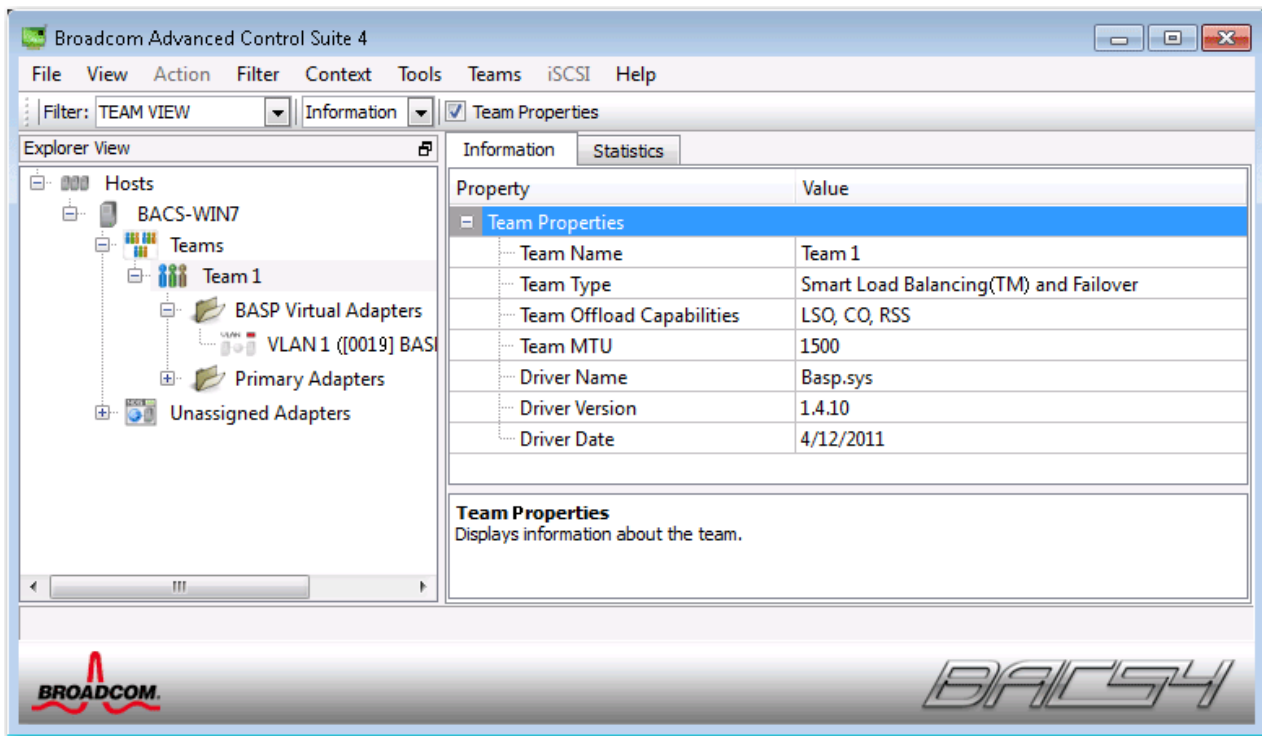 Broadcom Advanced Control Suite 4
File View Action Filter Context Tools Teams iSCSI Help
Filter: TEAM VIEW Information Team Properties
Explorer View
Hosts
BACS-WIN7
Teams
Team 1
BASP Virtual Adapters
VLAN 1 ([0019] BASI
Primary Adapters
Unassigned Adapters
Information Statistics
Property Value
Team Properties
Team Name Team 1
Team Type Smart Load Balancing(TM) and Failover
Team Offload Capabilities LSO, CO, RSS
Team MTU 1500
Driver Name Basp.sys
Driver Version 1.4.10
Driver Date 4/12/2011
Team Properties
Displays information about the team.
BROADCOM.
BACS4